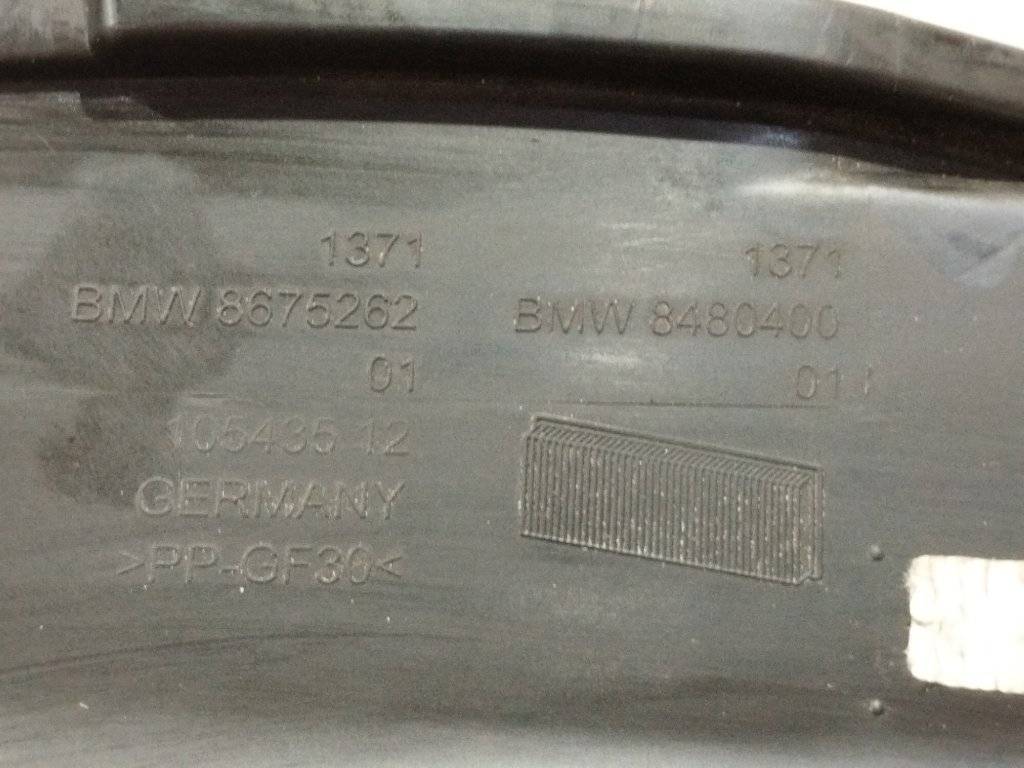 1371
BMW 8675262
01
105435 12
GERMANY
>PP-GF30<
1371
BMW 8480400
01